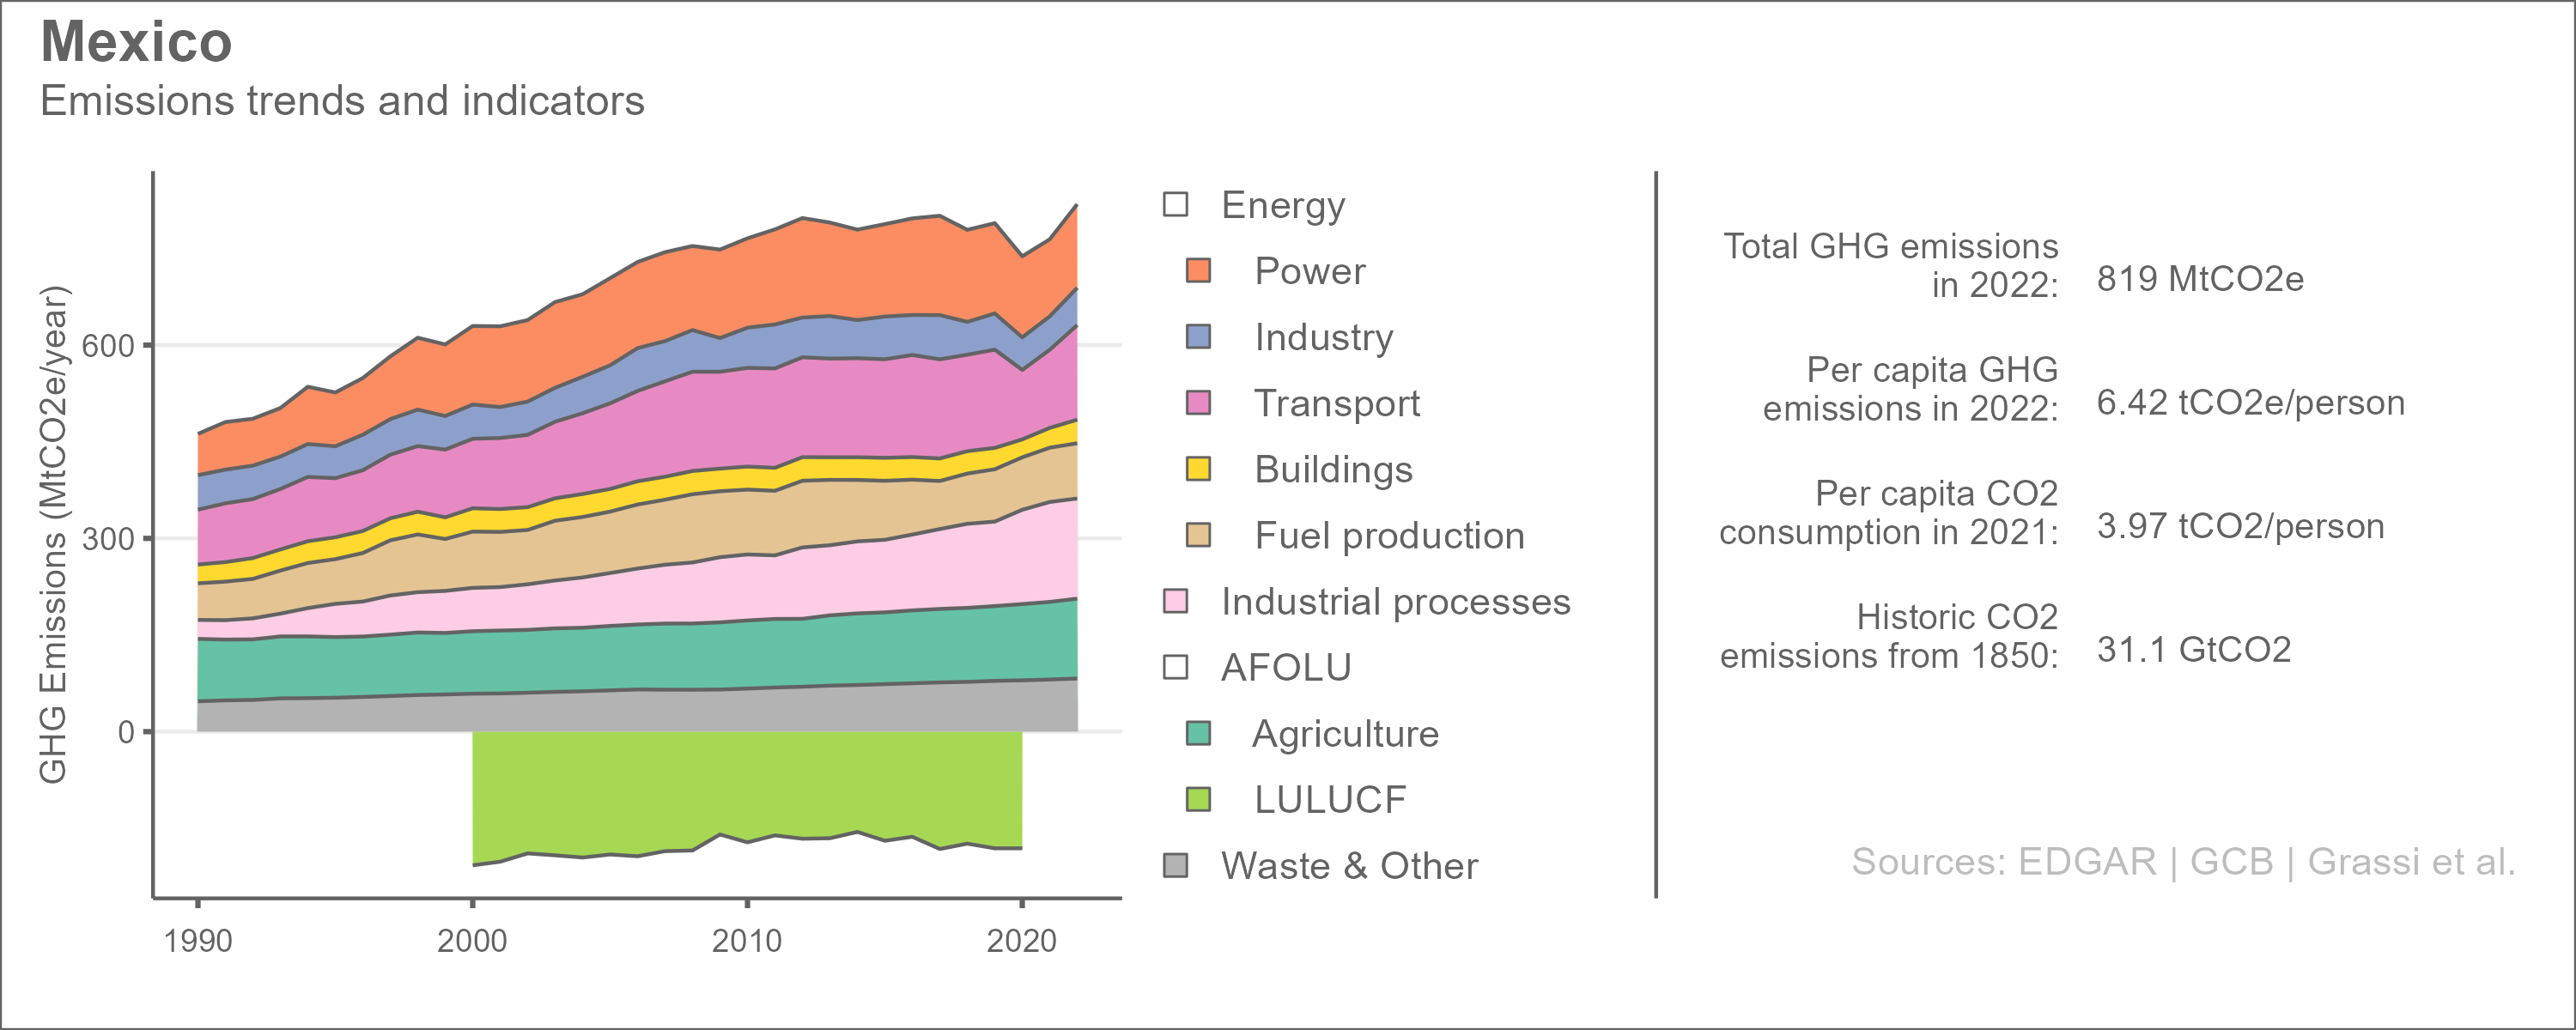 Mexico
Emissions trends and indicators
GHG Emissions (MtCO2e/year)
600
300
0
1990
2000
2010
2020
Energy
Power
Industry
Transport
Buildings
Fuel production
Industrial processes
AFOLU
Agriculture
LULUCF
Waste & Other
Total GHG emissions
in 2022:
819 MtCO2e
Per capita GHG
emissions in 2022:
6.42 tCO2e/person
Per capita CO2
consumption in 2021:
3.97 tCO2/person
Historic CO2
emissions from 1850:
31.1 GtCO2
Sources: EDGAR | GCB | Grassi et al.